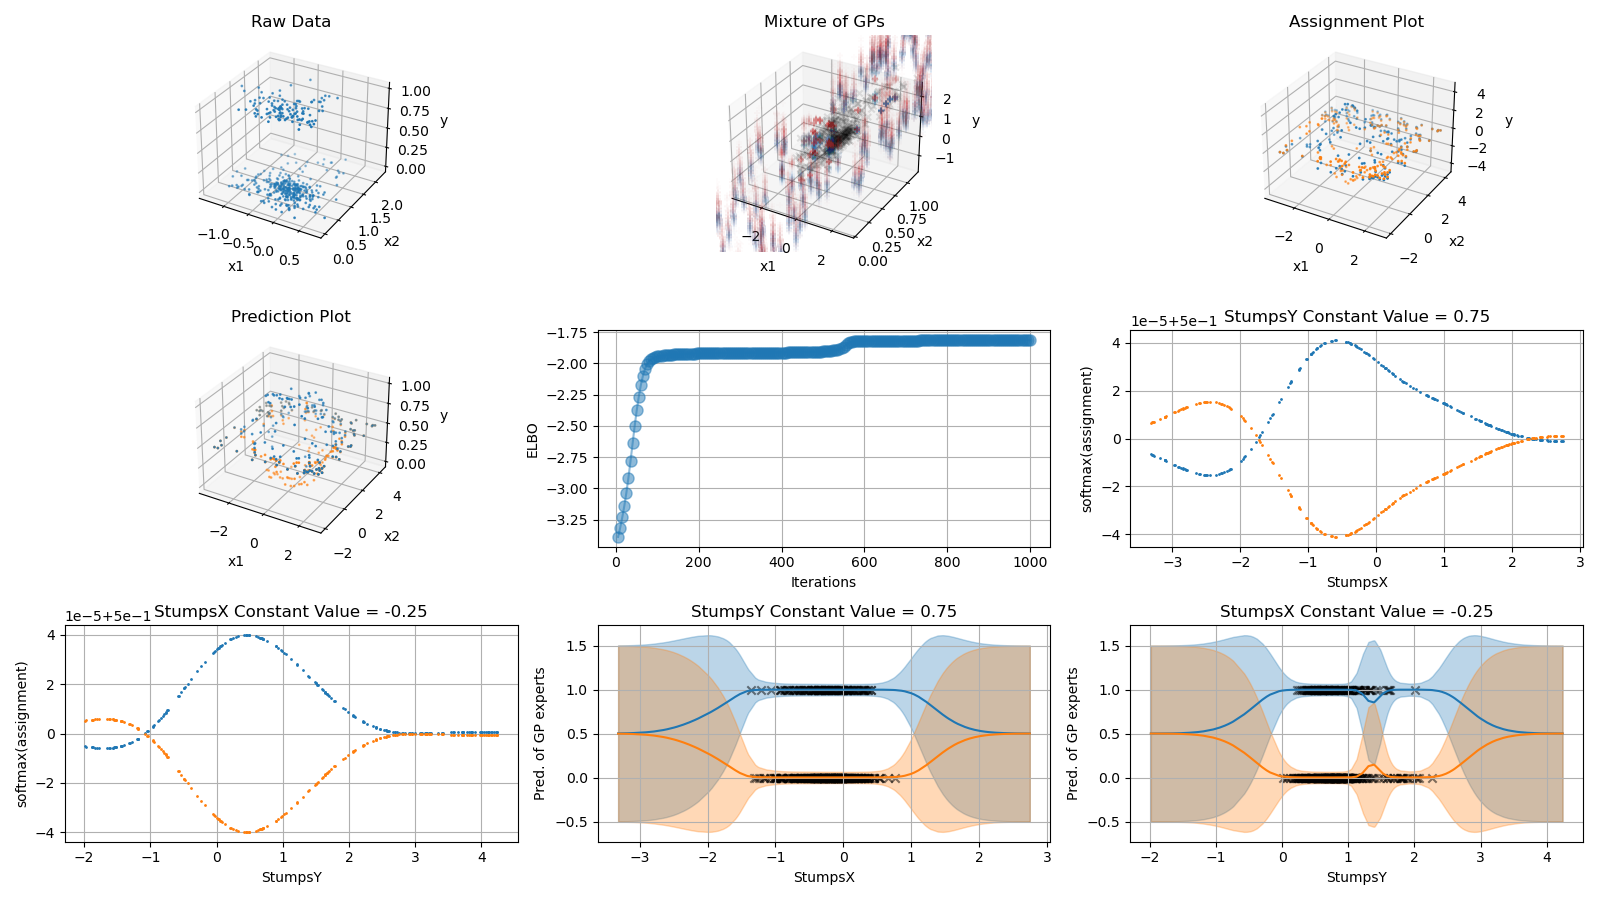 Raw Data
Mixture of GPs
Assignment Plot
1.00
0.75
0.50
0.25
0.00
y
−1.0
−0.5
0.0
0.5
x1
0.0
0.5
1.0
1.5
2.0
x2
2
1
0
−1
y
−2
0
2
x1
0.00
0.25
0.50
0.75
1.00
x2
4
2
0
−2
−4
y
−2
0
2
x1
−2
0
2
4
x2
Prediction Plot
1.00
0.75
0.50
0.25
0.00
y
−2
0
2
x1
−2
0
2
4
x2
−1.75
−2.00
−2.25
−2.50
−2.75
−3.00
−3.25
ELBO
0 200 400 600 800 1000
Iterations
1e−5+5e−1
StumpsY Constant Value = 0.75
4
2
0
−2
−4
softmax(assignment)
−3 −2 −1 0 1 2 3
StumpsX
1e−5+5e−1
StumpsX Constant Value = -0.25
4
2
0
−2
−4
softmax(assignment)
−2 −1 0 1 2 3 4
StumpsY
StumpsY Constant Value = 0.75
1.5
1.0
0.5
0.0
−0.5
Pred. of GP experts
−3 −2 −1 0 1 2 3
StumpsX
StumpsX Constant Value = -0.25
1.5
1.0
0.5
0.0
−0.5
Pred. of GP experts
−2 −1 0 1 2 3 4
StumpsY